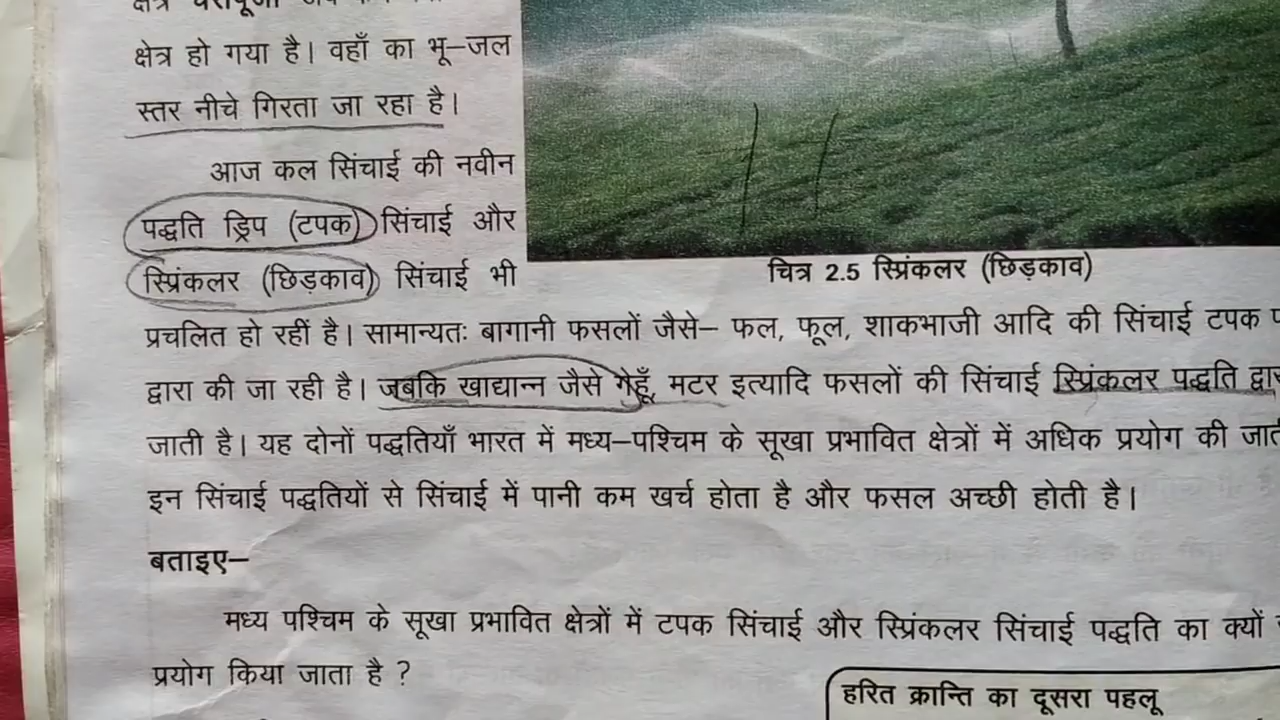 क्षेत्र हो गया है। वहाँ का भू–जल
स्तर नीचे गिरता जा रहा है।
आज कल सिंचाई की नवीन
पद्धति ड्रिप (टपक) सिंचाई और
स्प्रिंकलर (छिड़काव) सिंचाई भी
चित्र 2.5 स्प्रिंकलर (छिड़काव)
प्रचलित हो रहीं है। सामान्यतः बागानी फसलों जैसे– फल, फूल, शाकभाजी आदि की सिंचाई टपक
द्वारा की जा रही है। जबकि खाद्यान्न जैसे गेहूँ, मटर इत्यादि फसलों की सिंचाई स्प्रिंकलर पद्धति
जाती है। यह दोनों पद्धतियाँ भारत में मध्य–पश्चिम के सूखा प्रभावित क्षेत्रों में अधिक प्रयोग की
इन सिंचाई पद्धतियों से सिंचाई में पानी कम खर्च होता है और फसल अच्छी होती है।
बताइए–
मध्य पश्चिम के सूखा प्रभावित क्षेत्रों में टपक सिंचाई और स्प्रिंकलर सिंचाई पद्धति का क्यों
प्रयोग किया जाता है ?
हरित क्रान्ति का दूसरा पहलू